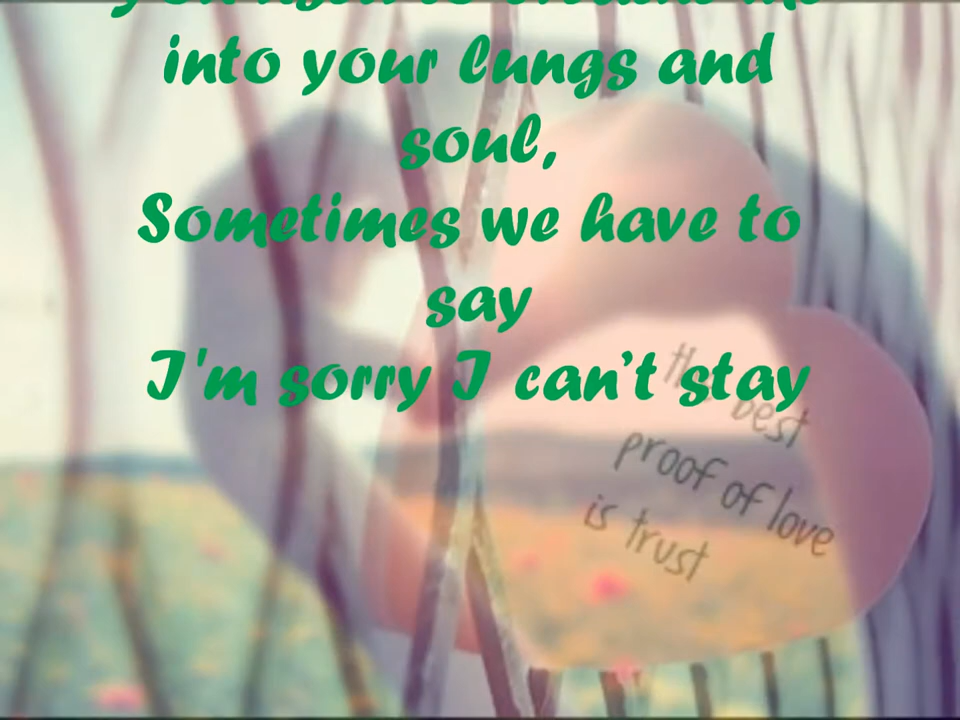 into your lungs and
soul,
Sometimes we have to
say
I'm sorry I can’t stay
the best
proof of love
is trust